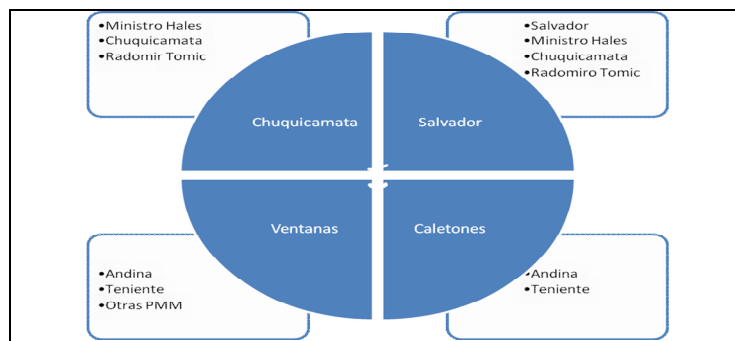 •Ministro Hales
•Chuquicamata
•Radomir Tomic
•Salvador
•Ministro Hales
•Chuquicamata
•Radomiro Tomic
Chuquicamata
Salvador
Ventanas
Caletones
•Andina
•Teniente
•Otras PMM
•Andina
•Teniente